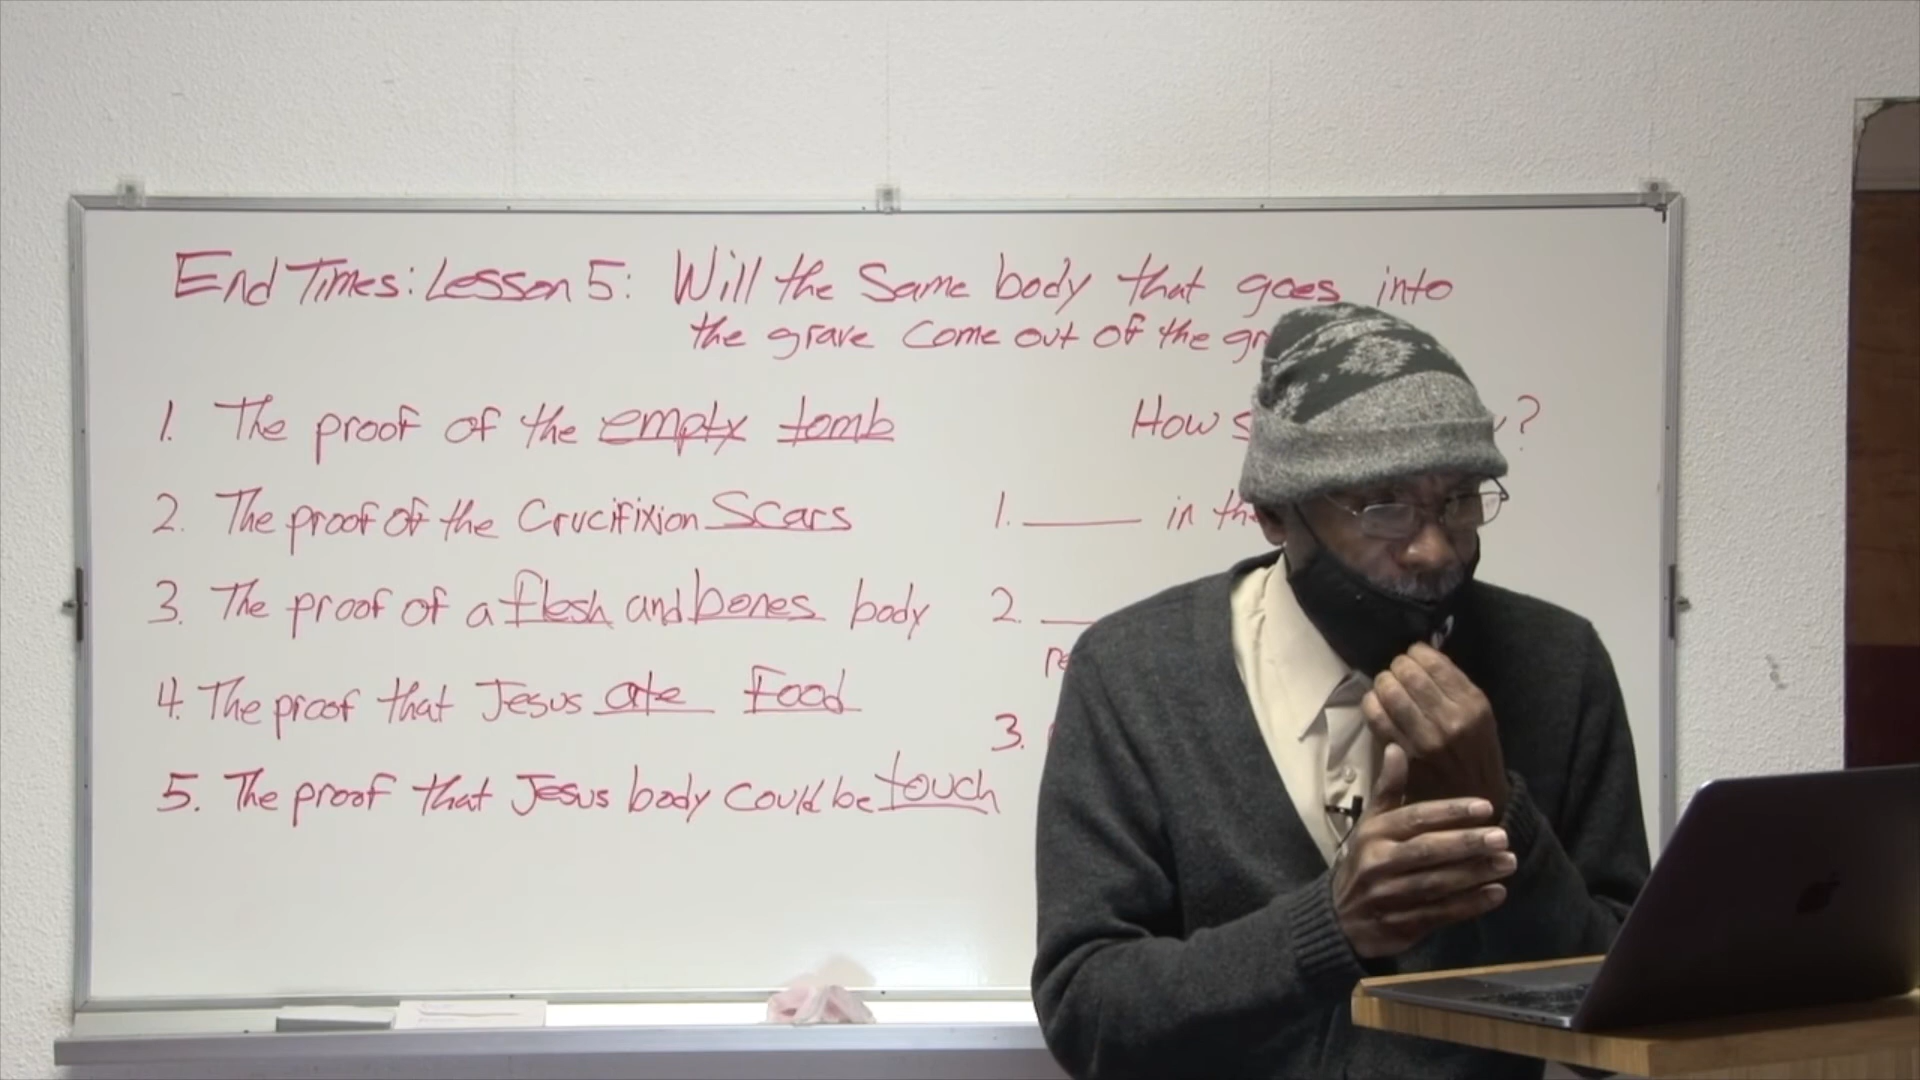 End Times: Lesson 5: Will the Same body that goes into
the grave Come out of the
1. The proof of the empty tomb
2. The proof of the Crucifixion Scars
3. The proof of a flesh and bones body
4. The proof that Jesus ate Food
5. The proof that Jesus body Could be touch
How ?
1. ______ in
2. ___
3.